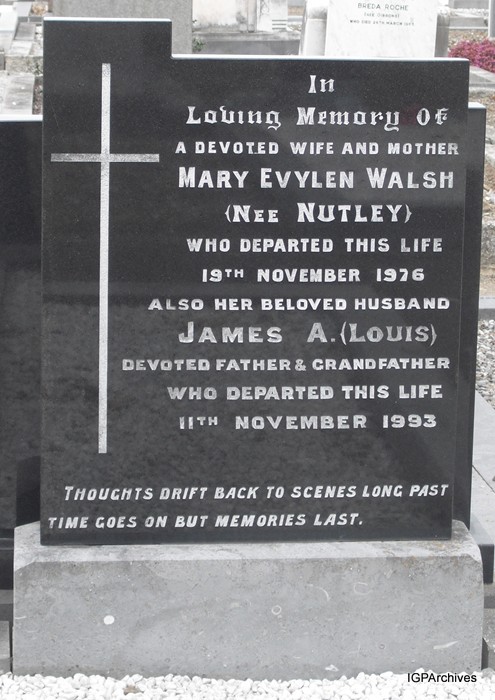 BREDA ROCHE
In
Loving Memory Of
A DEVOTED WIFE AND MOTHER
MARY EVYLEN WALSH
(NEE NUTLEY)
WHO DEPARTED THIS LIFE
19TH NOVEMBER 1976
ALSO HER BELOVED HUSBAND
JAMES A. (LOUIS)
DEVOTED FATHER & GRANDFATHER
WHO DEPARTED THIS LIFE
11TH NOVEMBER 1993
THOUGHTS DRIFT BACK TO SCENES LONG PAST
TIME GOES ON BUT MEMORIES LAST.
IGPArchives